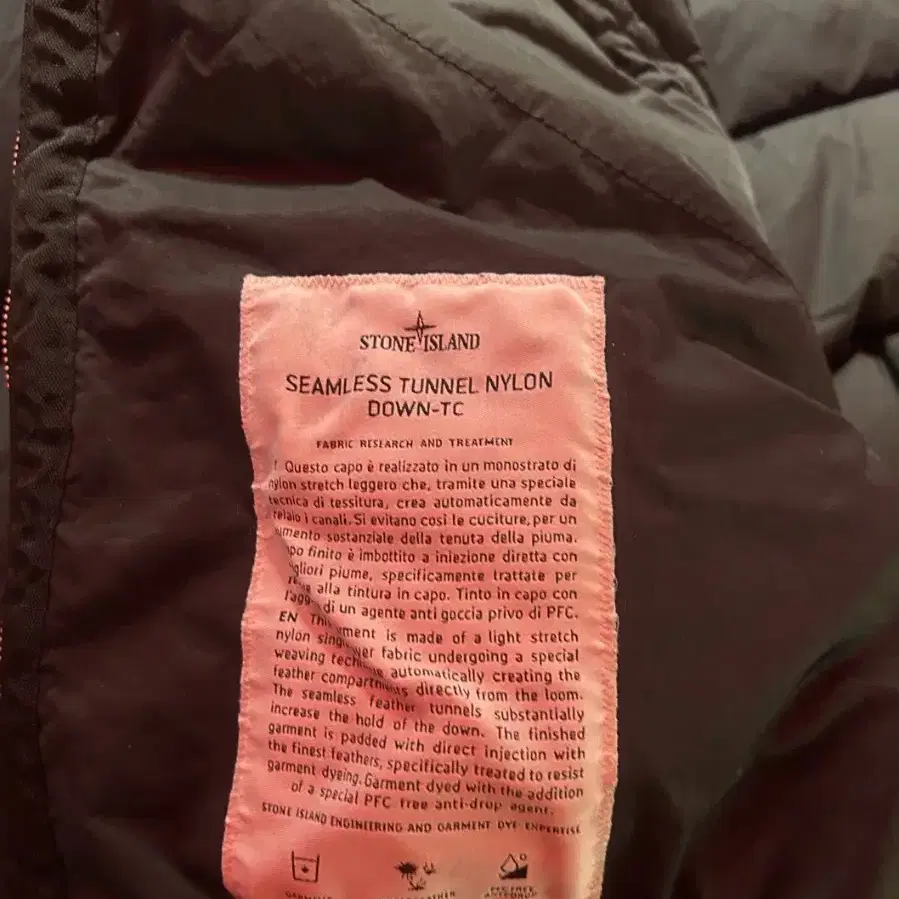 STONE ISLAND
SEAMLESS TUNNEL NYLON
DOWN-TC
FABRIC RESEARCH AND TREATMENT
Questo capo è realizzato in un monostrato di
nylon stretch leggero che, tramite una speciale
tecnica di tessitura, crea automaticamente da
telaio i canali. Si evitano così le cuciture, per un
sostanziale della tenuta della piuma.
finito è imbottito a iniezione diretta con
piume, specificamente trattate per
alla tintura in capo. Tinto in capo con
di un agente anti goccia privo di PFC.
EN is made of a light stretch
nylon fabric undergoing a special
weaving automatically creating the
feather directly from the loom.
The seamless feather tunnels substantially
increase the hold of the down. The finished
garment is padded with direct injection with
the finest feathers, specifically treated to resist
garment dyeing. Garment dyed with the addition
of a special PFC free anti-drop agent.
STONE ISLAND ENGINEERING AND GARMENT DYE EXPERTISE
PFC FREE
ANTI DROP